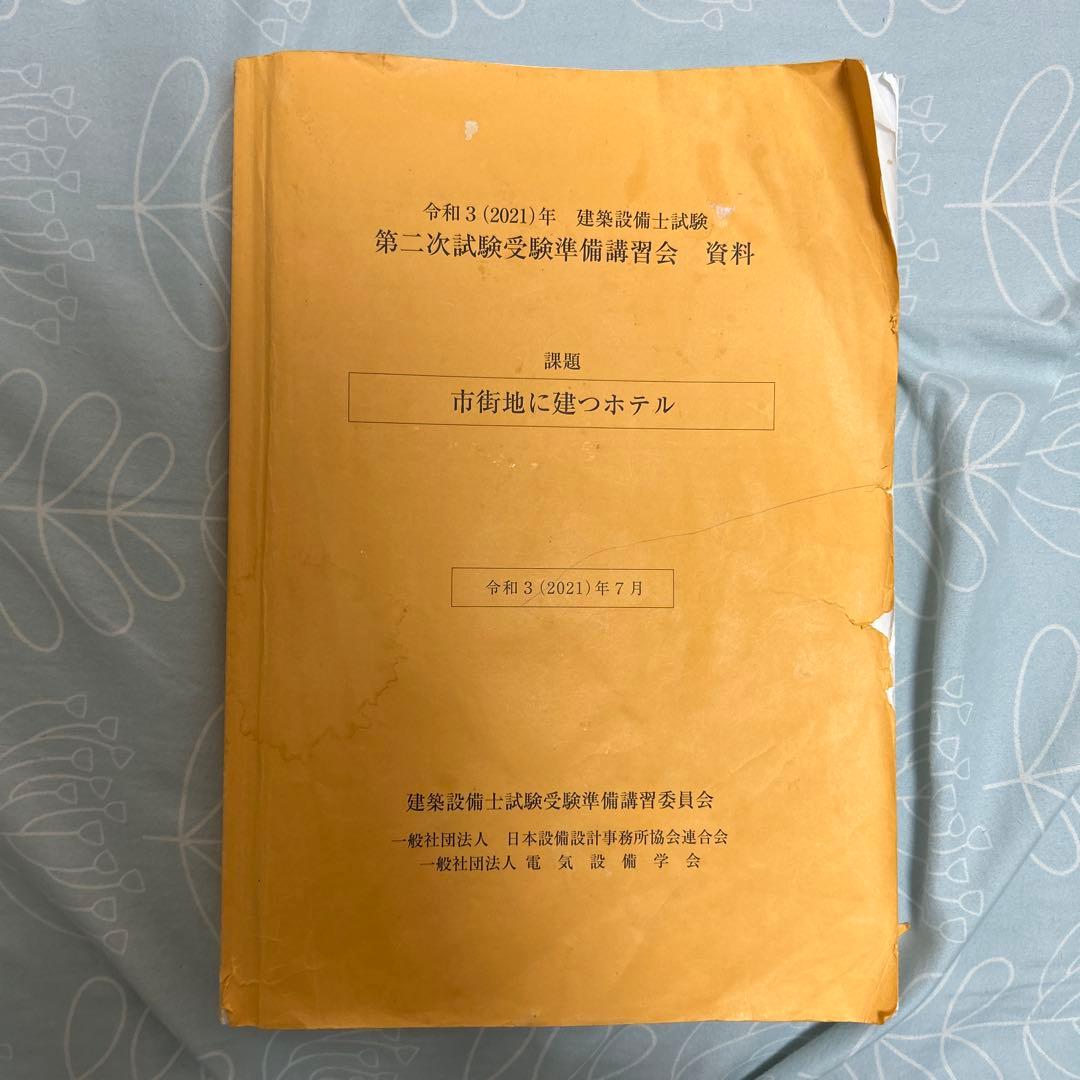 令和3(2021)年　建築設備士試験
第二次試験受験準備講習会　資料
課題
市街地に建つホテル
令和3(2021)年7月
建築設備士試験受験準備講習委員会
一般社団法人　日本設備設計事務所協会連合会
一般社団法人 電　気　設　備　学　会